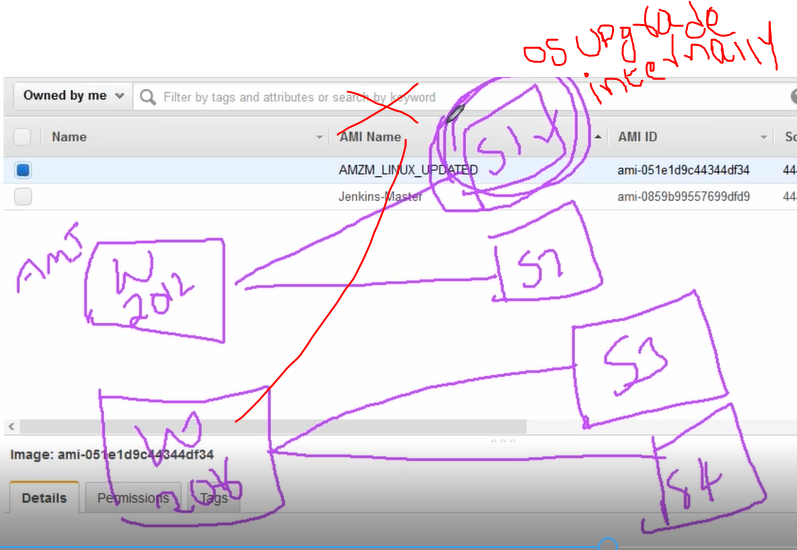 OS UPgrade
internally
Owned by me
Filter by tags and attributes or search by keyword
Name
AMI Name
AMI ID
AMZM_LINUX_UPDATED
ami-051e1d9c44344df34
44
Jenkins-Master
ami-0859b99557699dfd9
44
S1
AMI
W
2012
S2
S3
W
2016
S4
Image: ami-051e1d9c44344df34
Details
Permissions
Tags